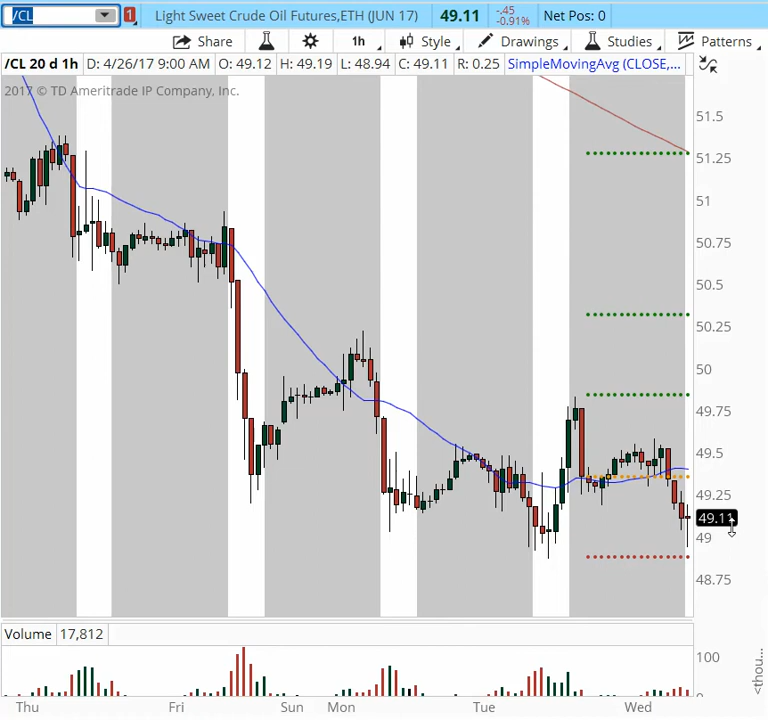 /CL 1 Light Sweet Crude Oil Futures,ETH (JUN 17) 49.11 -.45 -0.91% Net Pos: 0
Share 1h Style Drawings Studies Patterns
/CL 20 d 1h D: 4/26/17 9:00 AM O: 49.12 H: 49.19 L: 48.94 C: 49.11 R: 0.25 SimpleMovingAvg (CLOSE,...
2017 © TD Ameritrade IP Company, Inc.
51.5
51.25
51
50.75
50.5
50.25
50
49.75
49.5
49.25
49.11
49
48.75
Volume 17,812
100
0
<thou...
Thu Fri Sun Mon Tue Wed